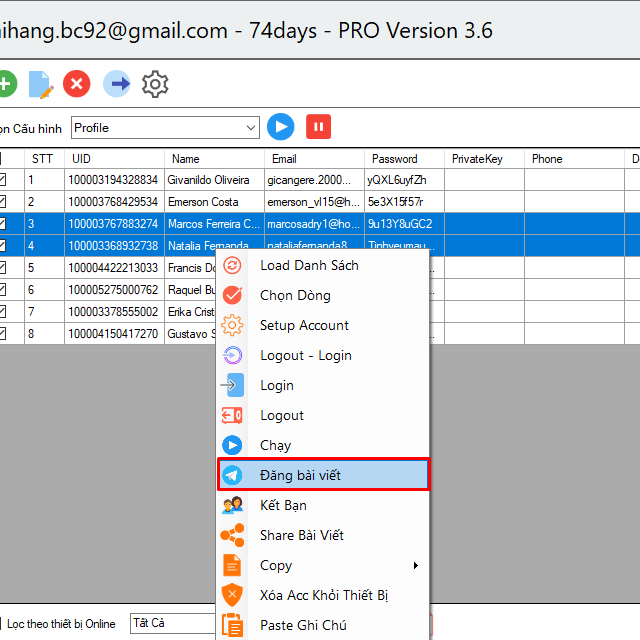 ihang.bc92@gmail.com - 74days - PRO Version 3.6
ọn Cấu hình Profile
STT UID Name Email Password PrivateKey Phone D
1 100003194328834 Givanildo Oliveira gicangere.2000... yQXL6uyfZh
2 100003768429534 Emerson Costa emerson_vl15@h... 5e3X15f57r
3 100003767883274 Marcos Ferreira C... marcosadry1@ho... 9u13Y8uGC2
4 100003368932738 Natalia Fernanda nataliafernanda8 Tinhyeumau...
5 100004422213033 Francis Do
6 100005275000762 Raquel Bu
7 100003378555002 Erika Crist
8 100004150417270 Gustavo S
Load Danh Sách
Chọn Dòng
Setup Account
Logout - Login
Login
Logout
Chạy
Đăng bài viết
Kết Bạn
Share Bài Viết
Copy
Xóa Acc Khỏi Thiết Bị
Paste Ghi Chú
Lọc theo thiết bị Online Tất Cả